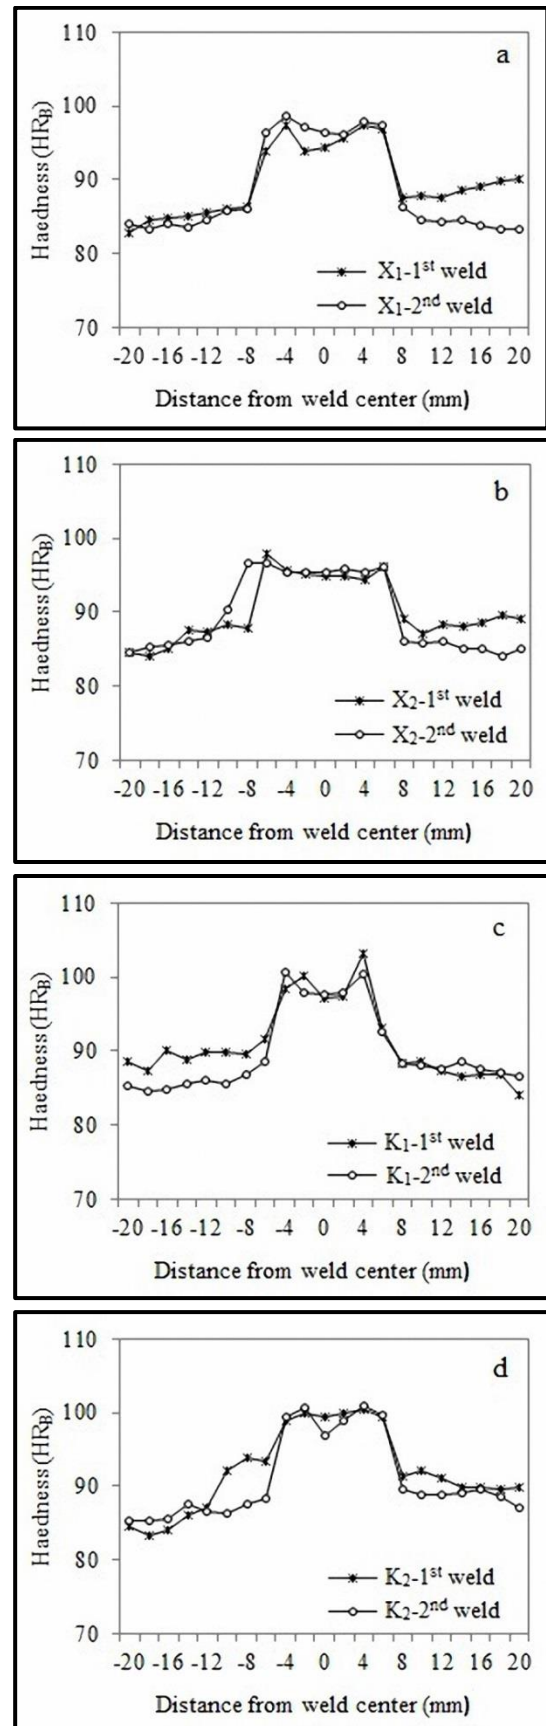 110
a
100
90
80
70
Haedness (HRB)
X1-1st weld
X1-2nd weld
-20 -16 -12 -8 -4 0 4 8 12 16 20
Distance from weld center (mm)
110
b
100
90
80
70
Haedness (HRB)
X2-1st weld
X2-2nd weld
-20 -16 -12 -8 -4 0 4 8 12 16 20
Distance from weld center (mm)
110
c
100
90
80
70
Haedness (HRB)
K1-1st weld
K1-2nd weld
-20 -16 -12 -8 -4 0 4 8 12 16 20
Distance from weld center (mm)
110
d
100
90
80
70
Haedness (HRB)
K2-1st weld
K2-2nd weld
-20 -16 -12 -8 -4 0 4 8 12 16 20
Distance from weld center (mm)